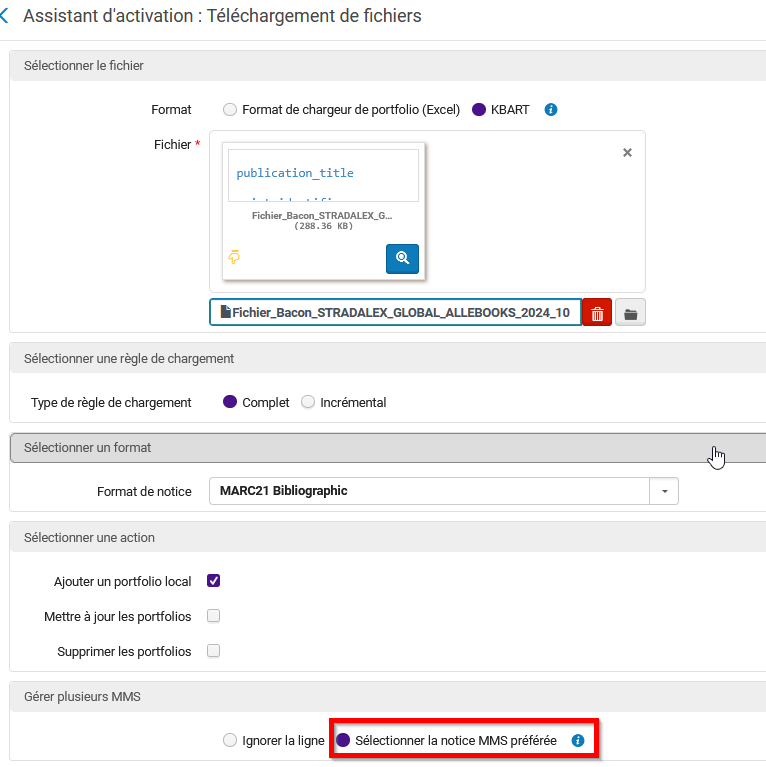 Assistant d'activation : Téléchargement de fichiers
Sélectionner le fichier
Format Format de chargeur de portfolio (Excel) KBART
Fichier *
publication_title
Fichier_Bacon_STRADALEX_G...
(288.36 KB)
Fichier_Bacon_STRADALEX_GLOBAL_ALLEBOOKS_2024_10
Sélectionner une règle de chargement
Type de règle de chargement Complet Incrémental
Sélectionner un format
Format de notice MARC21 Bibliographic
Sélectionner une action
Ajouter un portfolio local
Mettre à jour les portfolios
Supprimer les portfolios
Gérer plusieurs MMS
Ignorer la ligne Sélectionner la notice MMS préférée